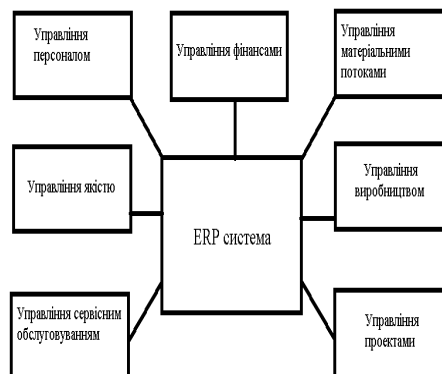 Управління
персоналом
Управління фінансами
Управління
матеріальними
потоками
Управління якістю
ERP система
Управління
виробництвом
Управління сервісним
обслуговуванням
Управління
проектами